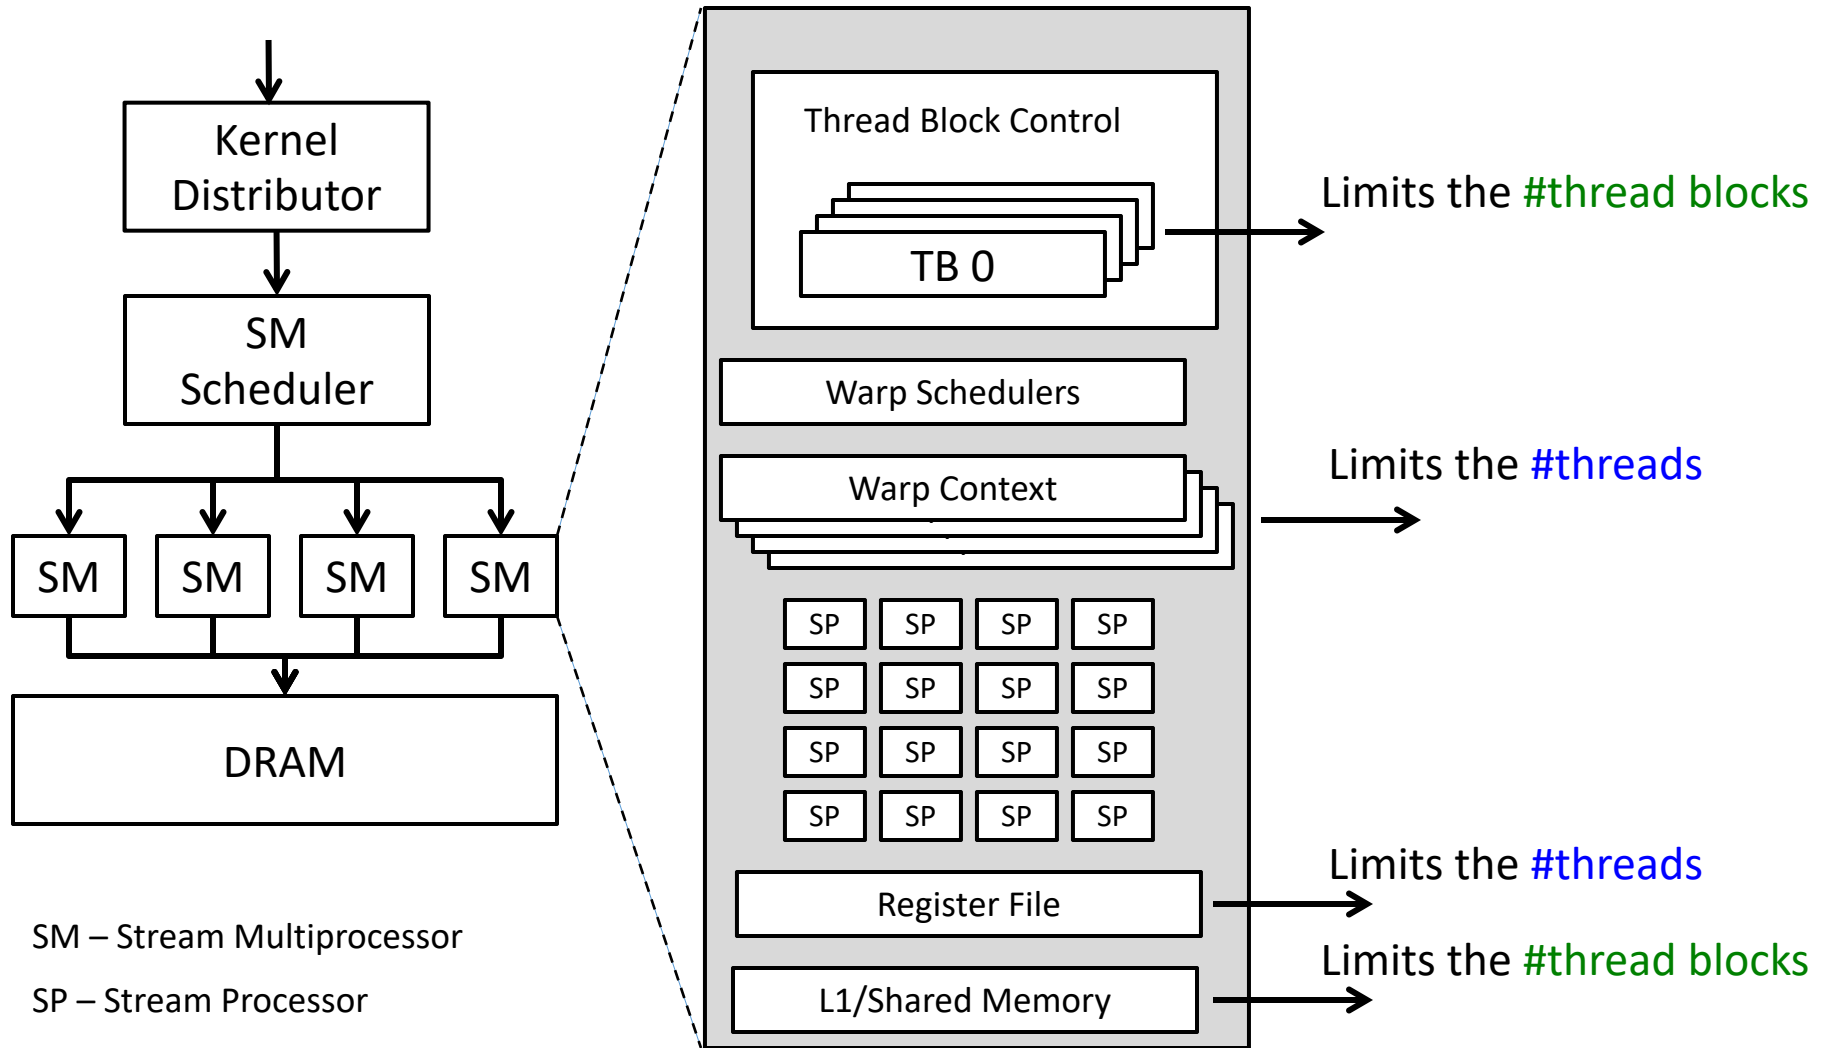 Kernel
Distributor
SM
Scheduler
SM
SM
SM
SM
DRAM
SM – Stream Multiprocessor
SP – Stream Processor
Thread Block Control
TB 0
Warp Schedulers
Warp Context
SP SP SP SP
SP SP SP SP
SP SP SP SP
SP SP SP SP
Register File
L1/Shared Memory
Limits the #thread blocks
Limits the #threads
Limits the #threads
Limits the #thread blocks